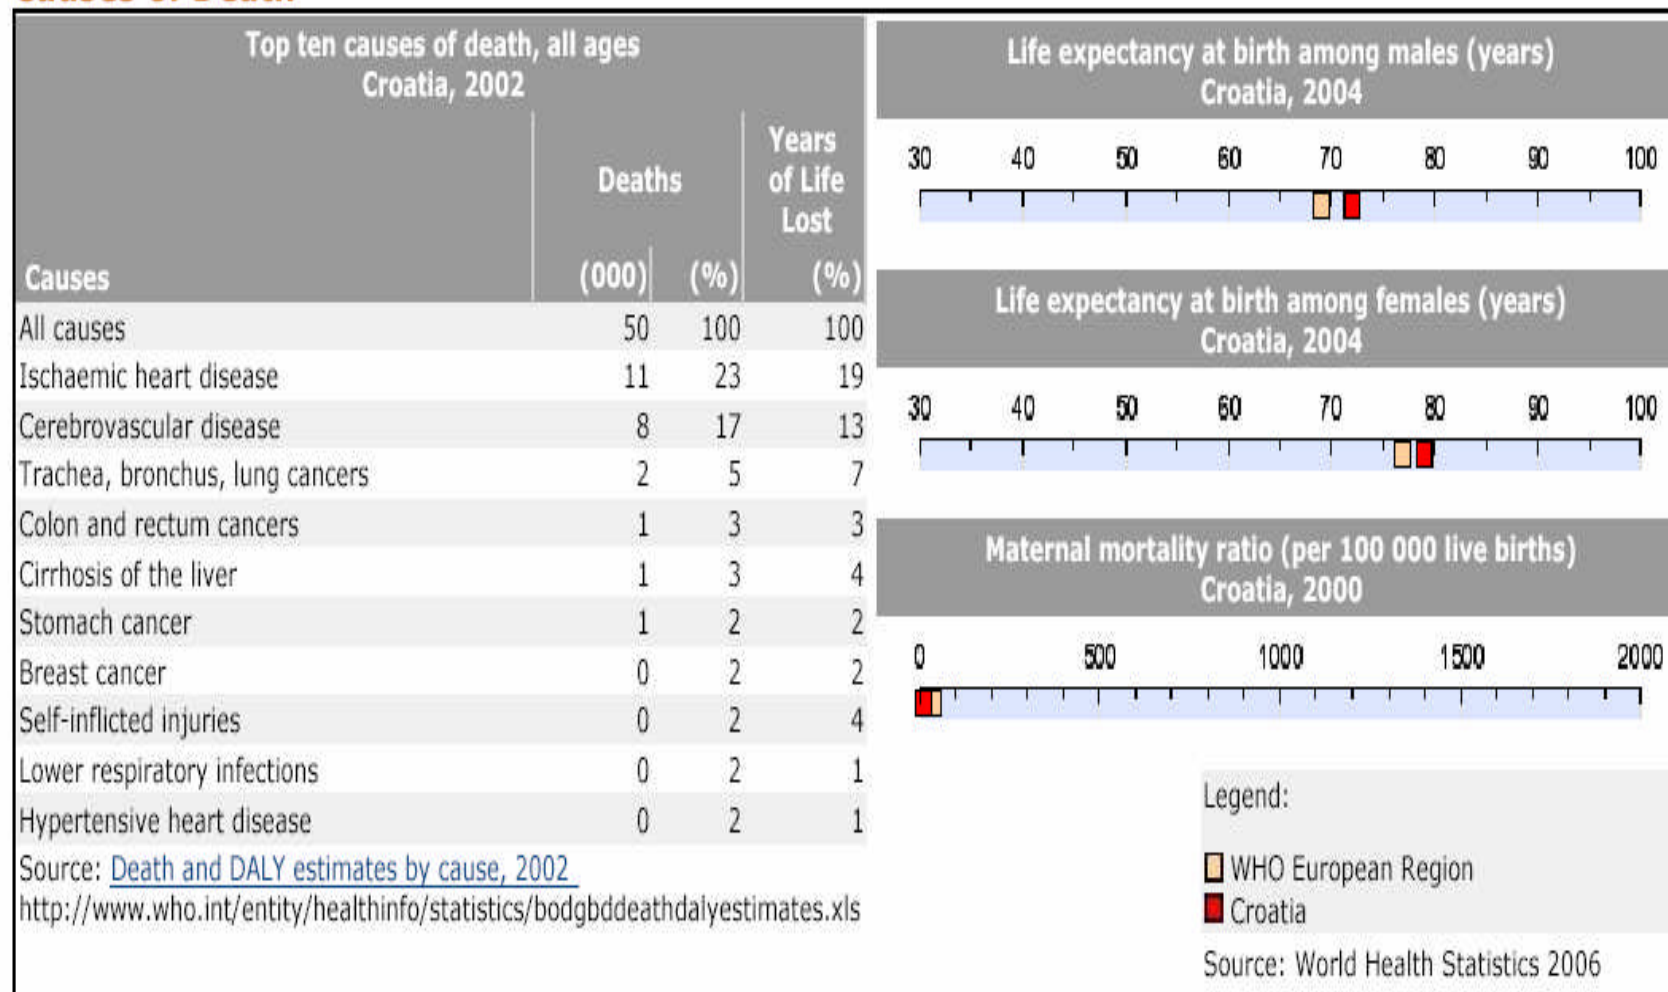 Top ten causes of death, all ages
Croatia, 2002
Causes
Deaths
Years
of Life
Lost
(000) (%) (%)
All causes 50 100 100
Ischaemic heart disease 11 23 19
Cerebrovascular disease 8 17 13
Trachea, bronchus, lung cancers 2 5 7
Colon and rectum cancers 1 3 3
Cirrhosis of the liver 1 3 4
Stomach cancer 1 2 2
Breast cancer 0 2 2
Self-inflicted injuries 0 2 4
Lower respiratory infections 0 2 1
Hypertensive heart disease 0 2 1
Source: Death and DALY estimates by cause, 2002
http://www.who.int/entity/healthinfo/statistics/bodgbddeathdalyestimates.xls
Life expectancy at birth among males (years)
Croatia, 2004
30 40 50 60 70 80 90 100
Life expectancy at birth among females (years)
Croatia, 2004
30 40 50 60 70 80 90 100
Maternal mortality ratio (per 100 000 live births)
Croatia, 2000
0 500 1000 1500 2000
Legend:
WHO European Region
Croatia
Source: World Health Statistics 2006